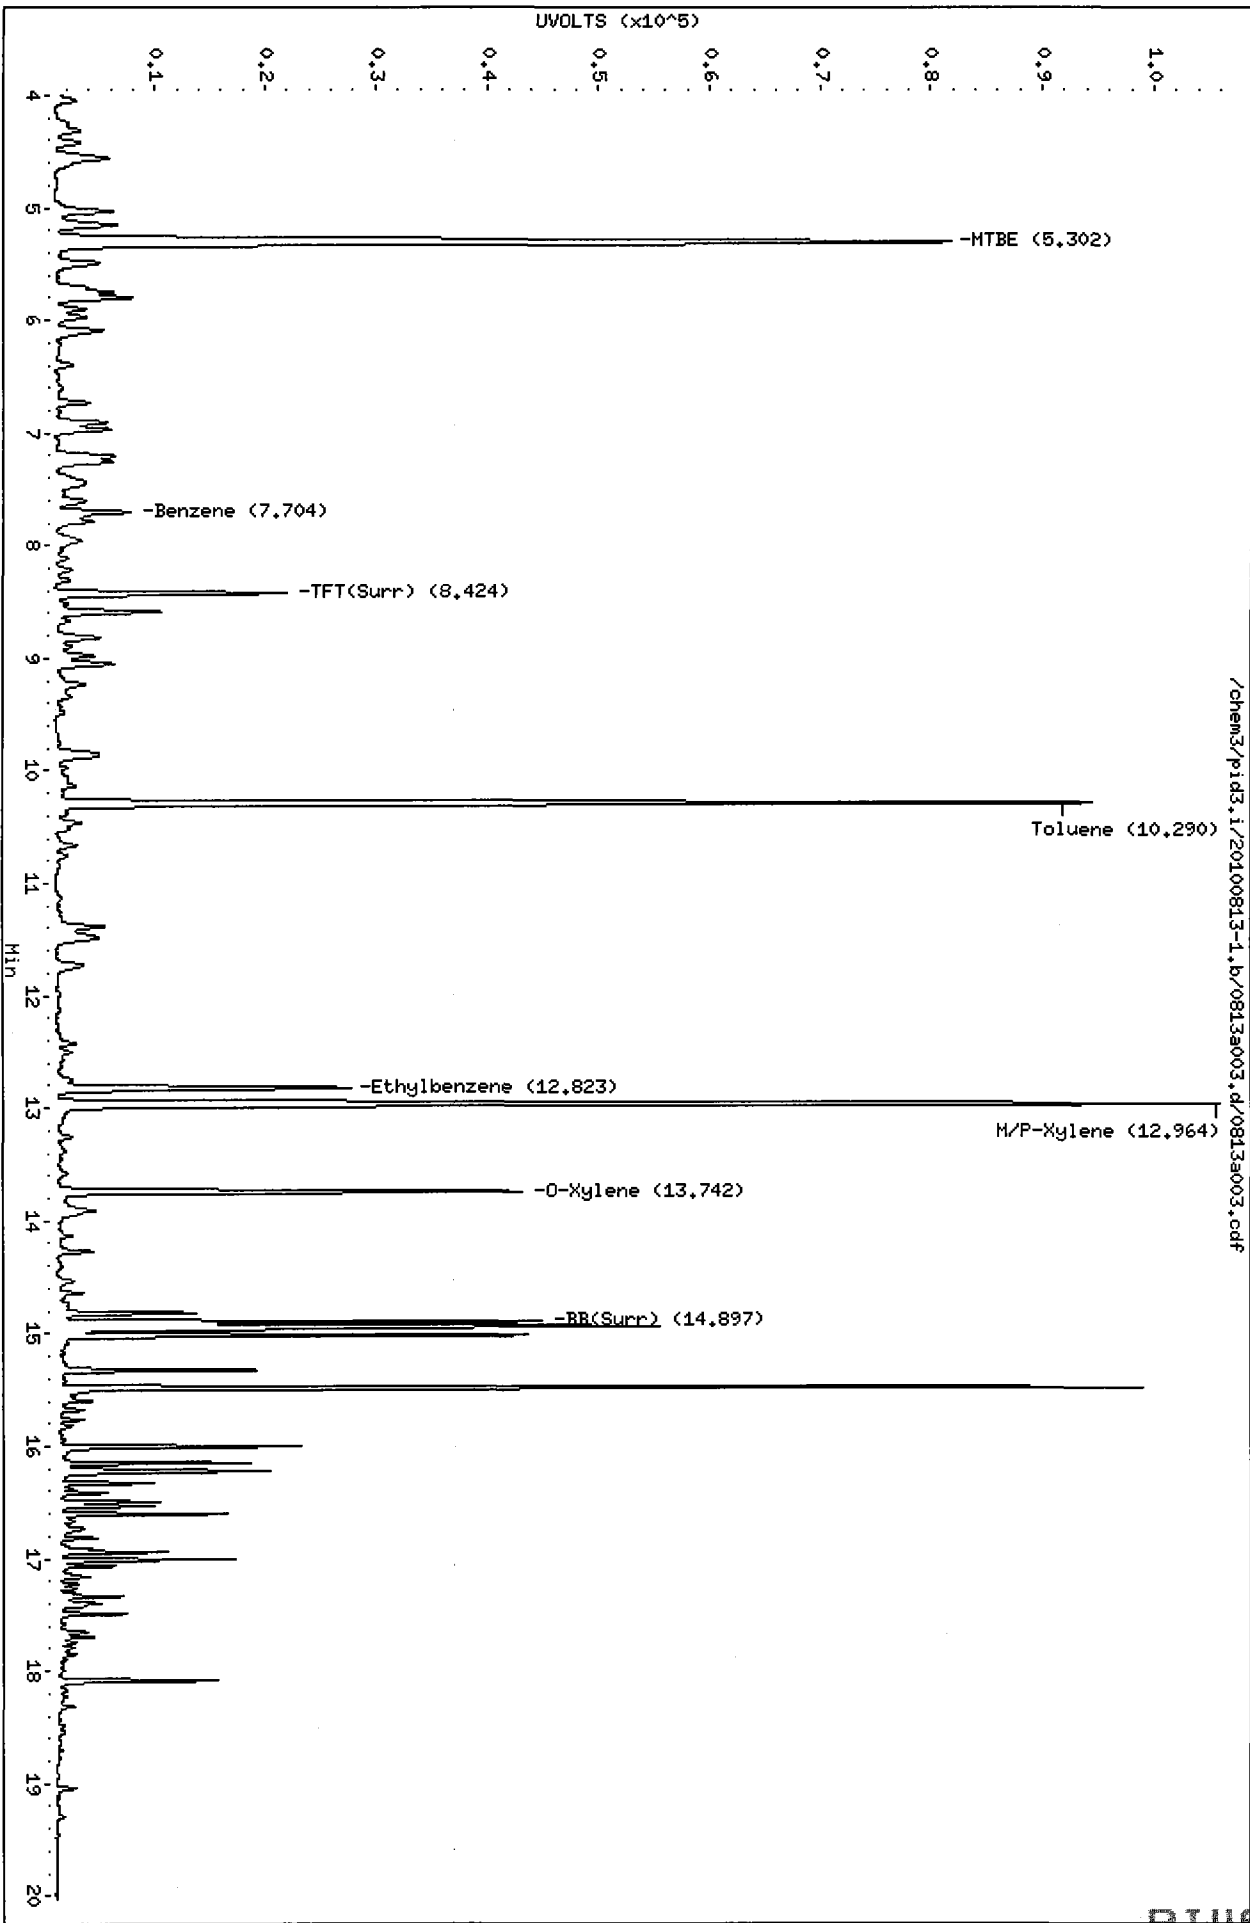 /chem3/pid3.i/20100813-1.b/0813a003.d/0813a003.cdf
UVOLTS (x10^5)
1.0-
0.9-
0.8-
0.7-
0.6-
0.5-
0.4-
0.3-
0.2-
0.1-
-MTBE (5.302)
-Benzene (7.704)
-TFT(Surr) (8.424)
Toluene (10.290)
-Ethylbenzene (12.823)
M/P-Xylene (12.964)
-O-Xylene (13.742)
-BB(Surr) (14.897)
4 5 6 7 8 9 10 11 12 13 14 15 16 17 18 19 20
Min